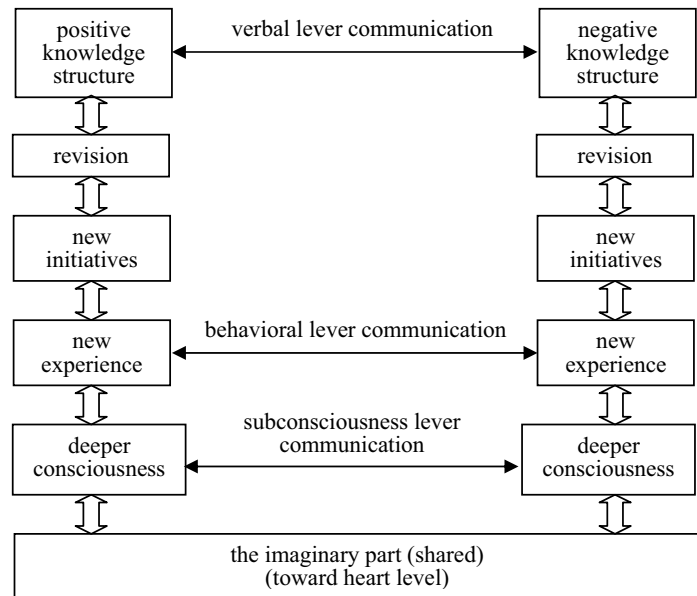 positive
knowledge
structure
verbal lever communication
negative
knowledge
structure
revision
revision
new
initiatives
new
initiatives
new
experience
behavioral lever communication
new
experience
deeper
consciousness
subconsciousness lever
communication
deeper
consciousness
the imaginary part (shared)
(toward heart level)